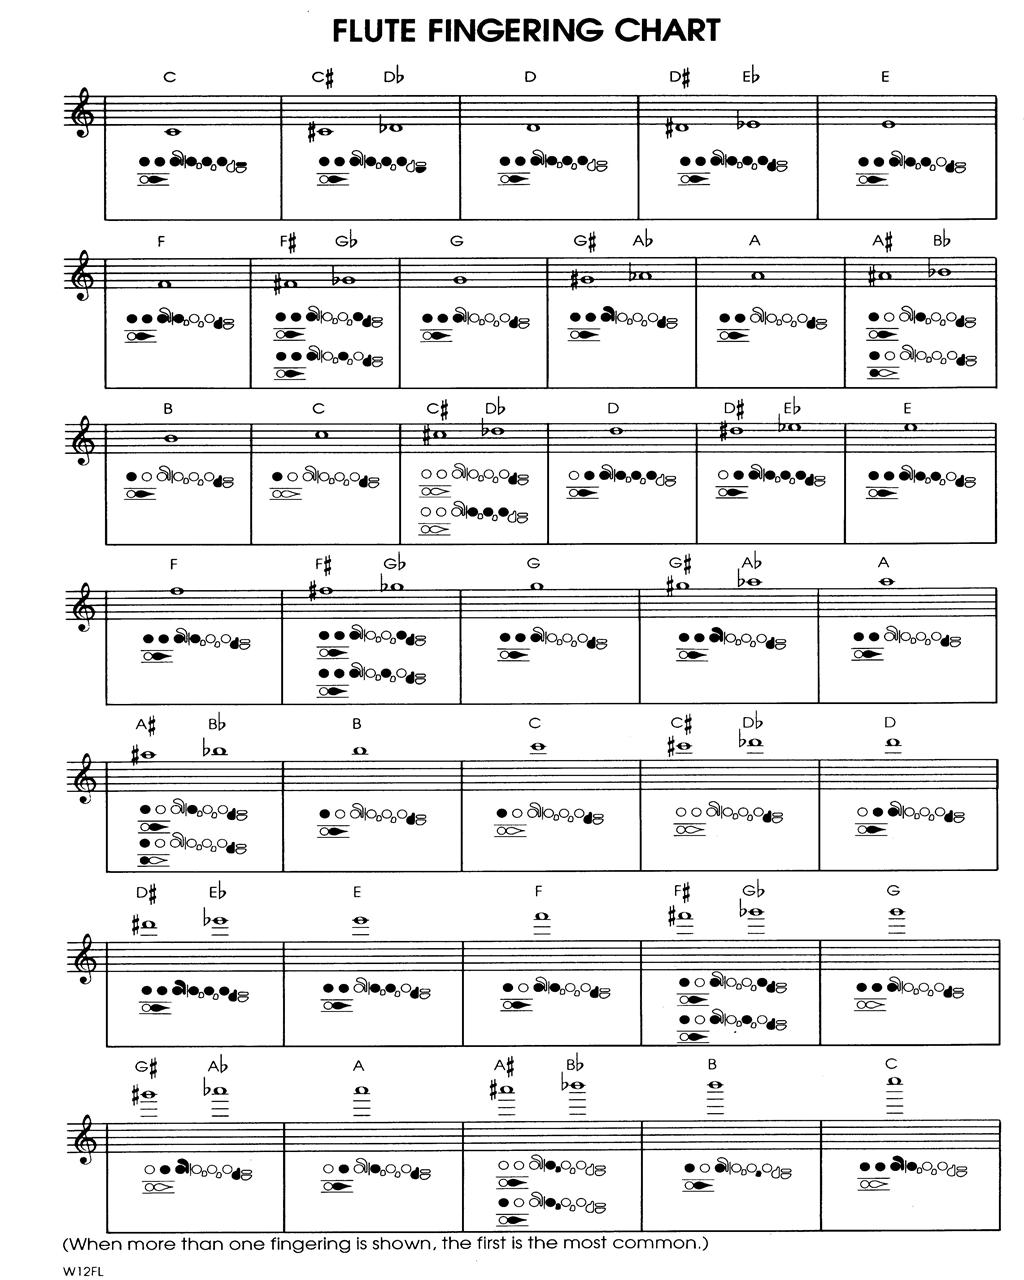 FLUTE FINGERING CHART
C C♯ D♭ D D♯ E♭ E
F F♯ G♭ G G♯ A♭ A A♯ B♭
B C C♯ D♭ D D♯ E♭ E
F F♯ G♭ G G♯ A♭ A
A♯ B♭ B C C♯ D♭ D
D♯ E♭ E F F♯ G♭ G
G♯ A♭ A A♯ B♭ B C
(When more than one fingering is shown, the first is the most common.)
W12FL